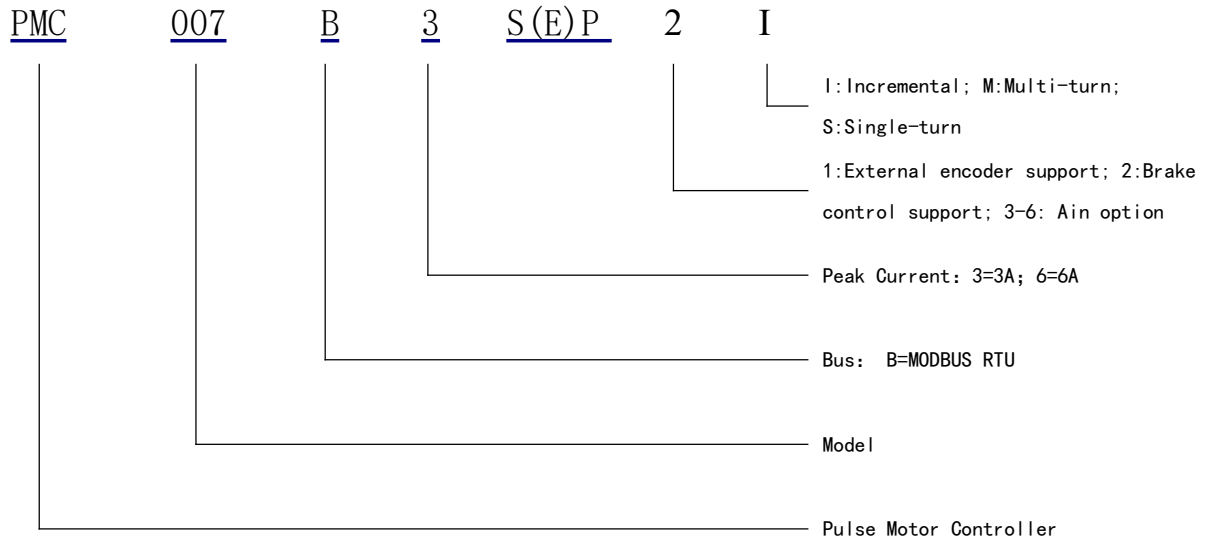 PMC 007 B 3 S(E)P 2 I
I:Incremental; M:Multi-turn;
S:Single-turn
1:External encoder support; 2:Brake
control support; 3-6: Ain option
Peak Current：3=3A；6=6A
Bus： B=MODBUS RTU
Model
Pulse Motor Controller